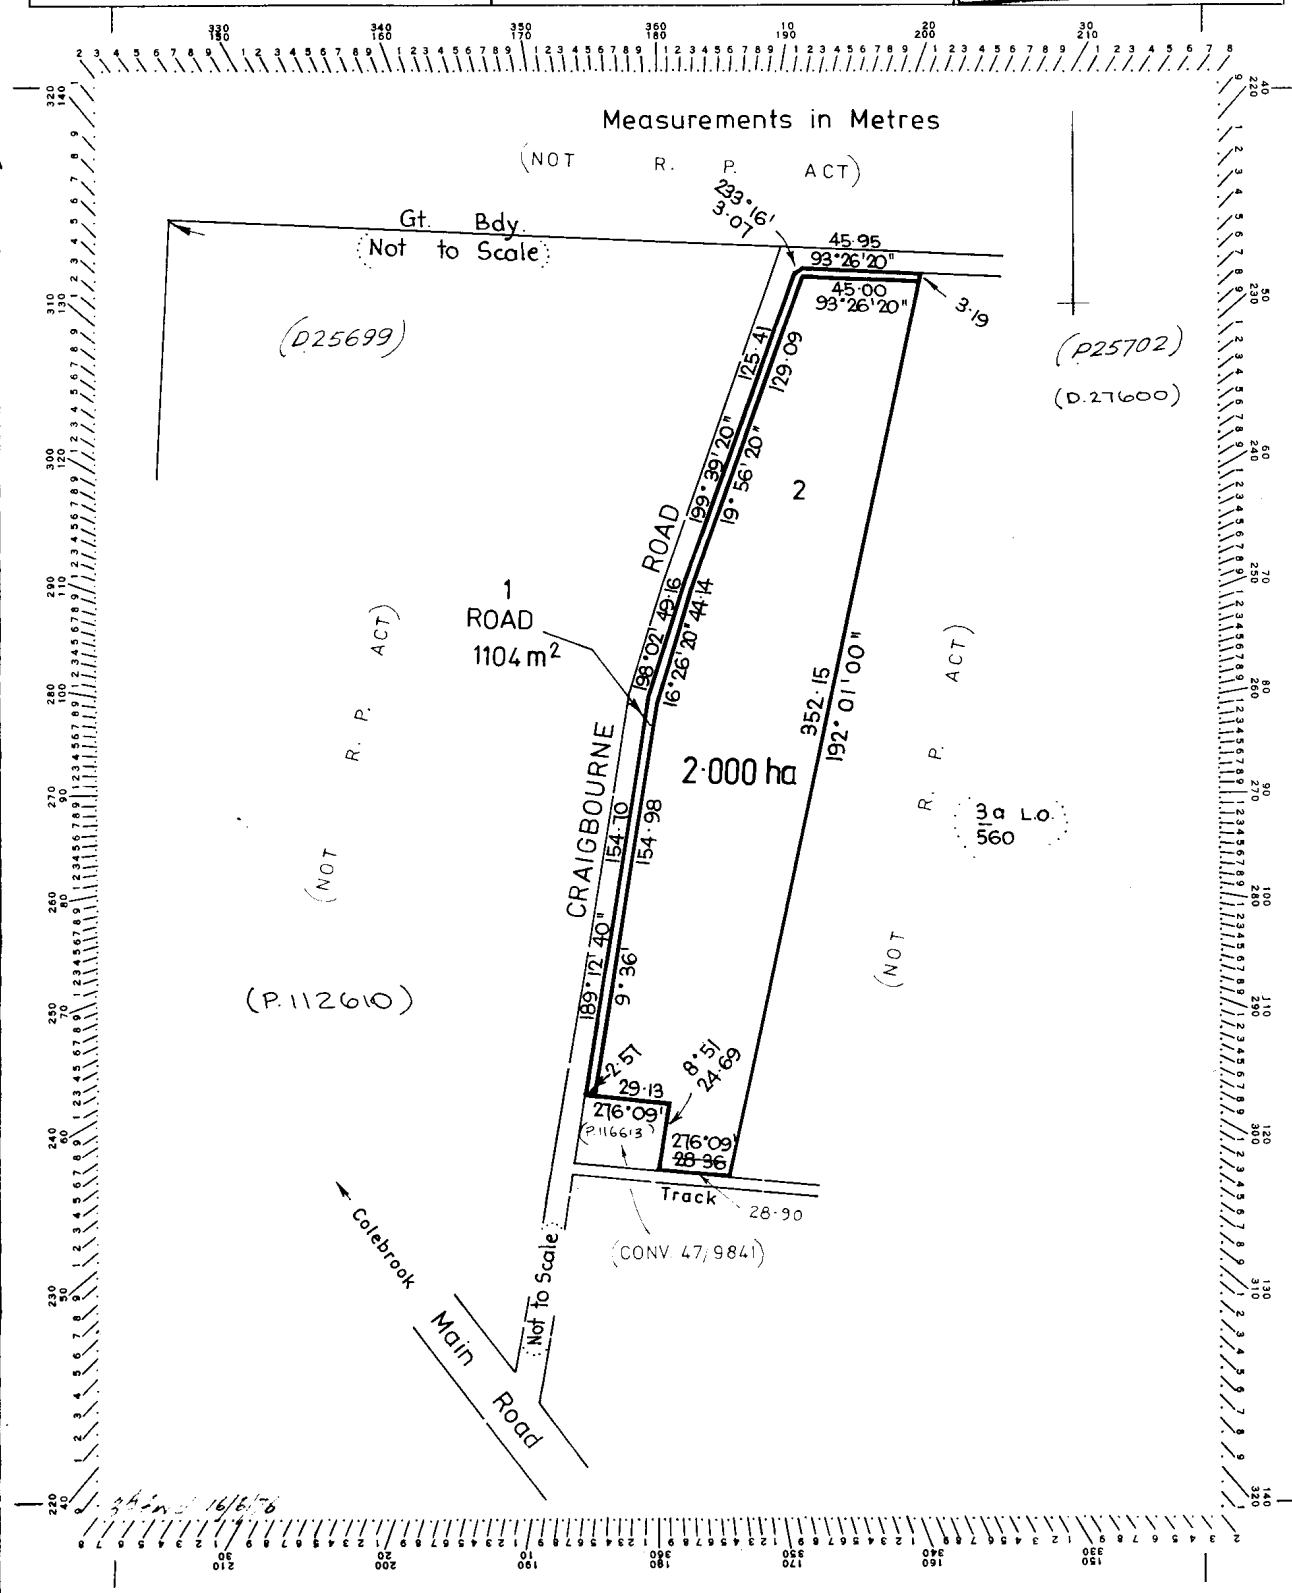 Measurements in Metres
(NOT R. P. ACT)
233°16'
3·07
Gt. Bdy.
(Not to Scale)
45·95
93°26'20"
45·00
93°26'20"
3·19
(D25699)
(P25702)
(D.27600)
125·41
129·09
199°39'20"
19°56'20"
2
ROAD
1
ROAD
1104 m²
49·16
44·14
198°02'
16°26'20"
(NOT R. P. ACT)
352·15
192°01'00"
(NOT R. P. ACT)
2·000 ha
CRAIGBOURNE
154·70
154·98
3a L.O.
560
189°12'40"
9°36'
(P.112610)
2·57
8°51
24·69
29·13
276°09'
(P.116613)
276°09'
28 36
Track
28·90
(CONV. 47/9841)
Colebrook
(Not to Scale)
Main Road
16/6/76